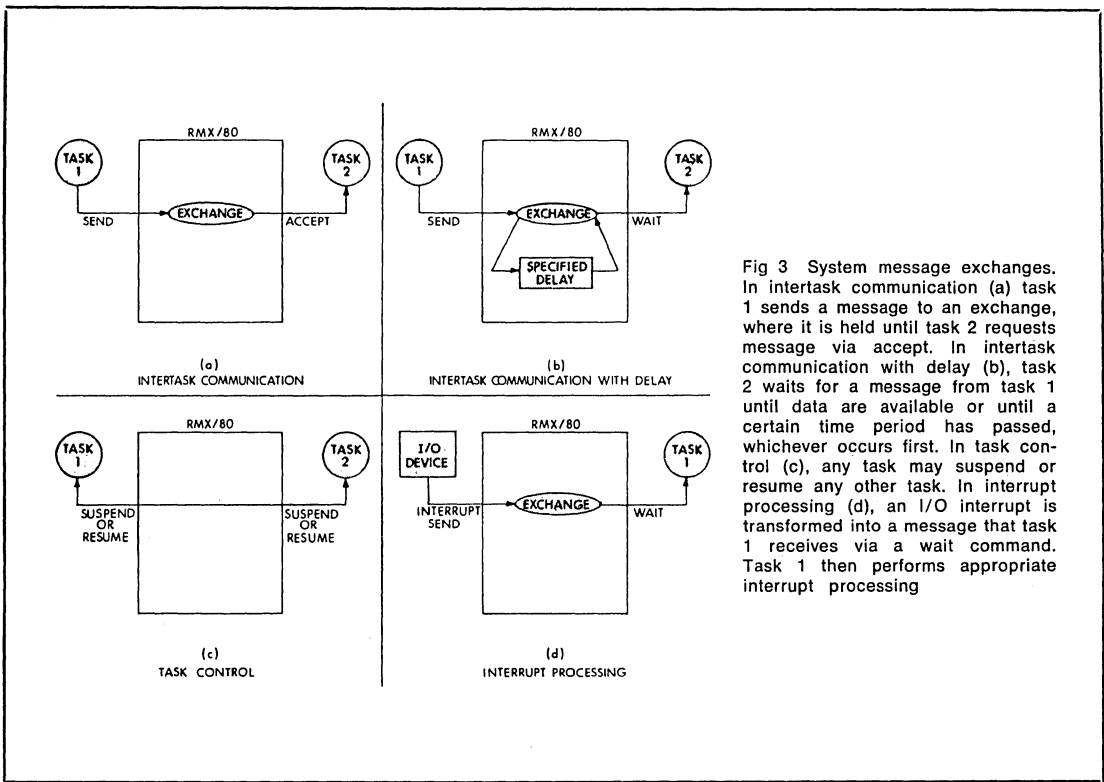 RMX/80
TASK
1
TASK
2
EXCHANGE
SEND
ACCEPT
(a)
INTERTASK COMMUNICATION
RMX/80
TASK
1
TASK
2
EXCHANGE
SEND
WAIT
SPECIFIED
DELAY
(b)
INTERTASK COMMUNICATION WITH DELAY
RMX/80
TASK
1
TASK
2
SUSPEND
OR
RESUME
SUSPEND
OR
RESUME
(c)
TASK CONTROL
RMX/80
I/O
DEVICE
TASK
1
INTERRUPT
SEND
EXCHANGE
WAIT
(d)
INTERRUPT PROCESSING
Fig 3 System message exchanges.
In intertask communication (a) task
1 sends a message to an exchange,
where it is held until task 2 requests
message via accept. In intertask
communication with delay (b), task
2 waits for a message from task 1
until data are available or until a
certain time period has passed,
whichever occurs first. In task con-
trol (c), any task may suspend or
resume any other task. In interrupt
processing (d), an I/O interrupt is
transformed into a message that task
1 receives via a wait command.
Task 1 then performs appropriate
interrupt processing